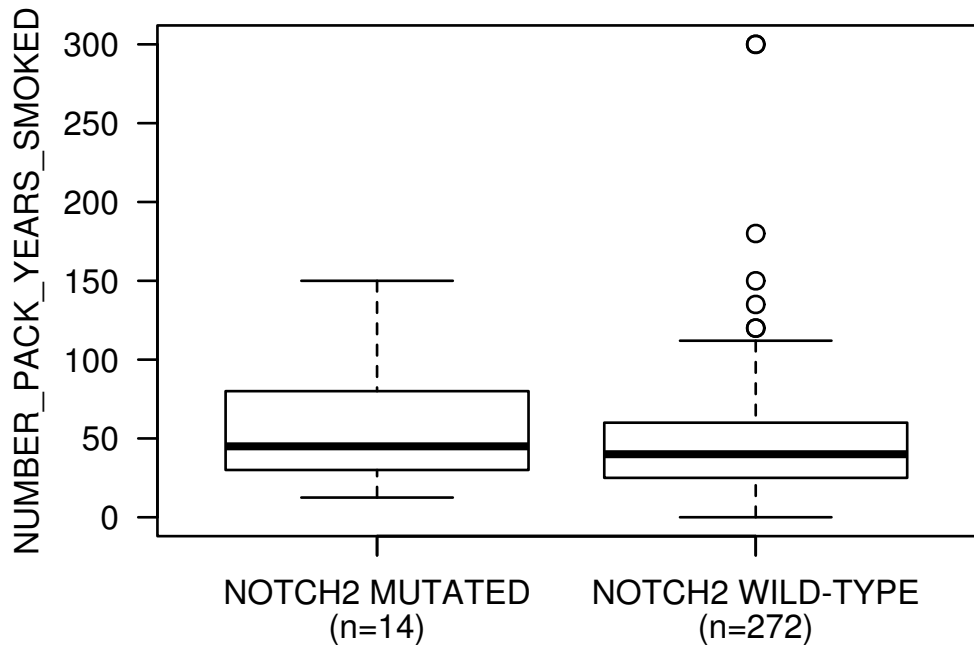 NUMBER_PACK_YEARS_SMOKED
300
250
200
150
100
50
0
NOTCH2 MUTATED
(n=14)
NOTCH2 WILD-TYPE
(n=272)